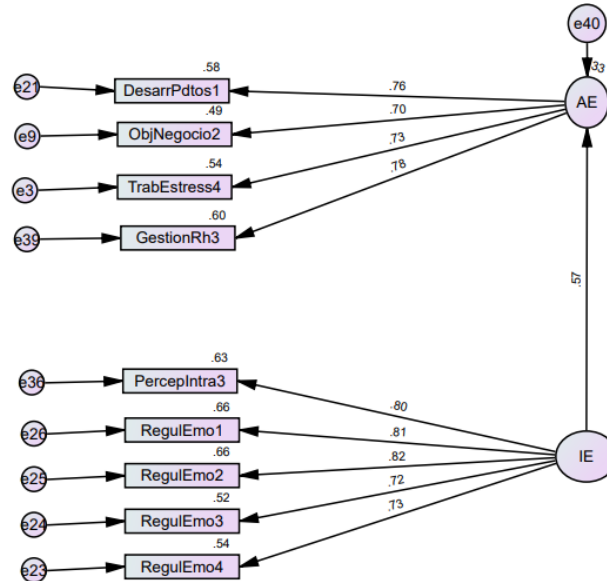 e40
.33
.58
e21
DesarrPdtos1
.76
AE
.49
e9
ObjNegocio2
.70
.54
e3
TrabEstress4
.73
.60
e39
GestionRh3
.78
.57
.63
e36
PercepIntra3
.80
.66
e26
RegulEmo1
.81
.66
e25
RegulEmo2
.82
IE
.52
e24
RegulEmo3
.72
.54
e23
RegulEmo4
.73